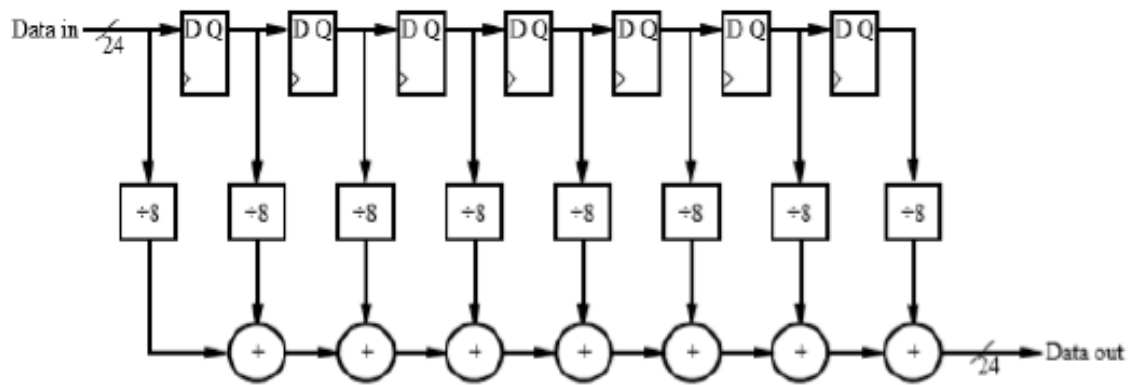 Data in
24
D Q D Q D Q D Q D Q D Q D Q
÷8 ÷8 ÷8 ÷8 ÷8 ÷8 ÷8 ÷8
+ + + + + + +
24
Data out